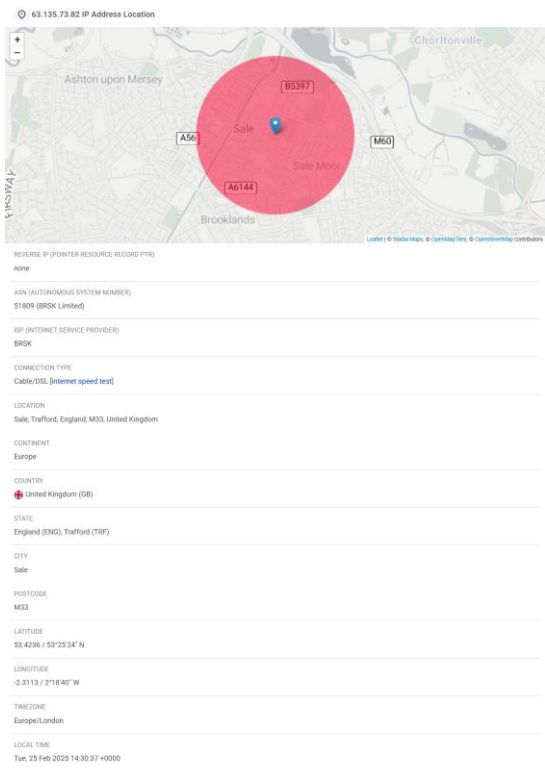 63.135.73.82 IP Address Location
+
−
Chorltonville
Ashton upon Mersey
B5397
Sale
A56
M60
Sale Moor
A6144
Brooklands
Leaflet | © Stadia Maps, © OpenMapTiles, © OpenStreetMap contributors
REVERSE IP (POINTER RESOURCE RECORD PTR)
none
ASN (AUTONOMOUS SYSTEM NUMBER)
51809 (BRSK Limited)
ISP (INTERNET SERVICE PROVIDER)
BRSK
CONNECTION TYPE
Cable/DSL [internet speed test]
LOCATION
Sale, Trafford, England, M33, United Kingdom
CONTINENT
Europe
COUNTRY
United Kingdom (GB)
STATE
England (ENG), Trafford (TRF)
CITY
Sale
POSTCODE
M33
LATITUDE
53.4236 / 53°25'24" N
LONGITUDE
-2.3113 / 2°18'40" W
TIMEZONE
Europe/London
LOCAL TIME
Tue, 25 Feb 2025 14:30:37 +0000